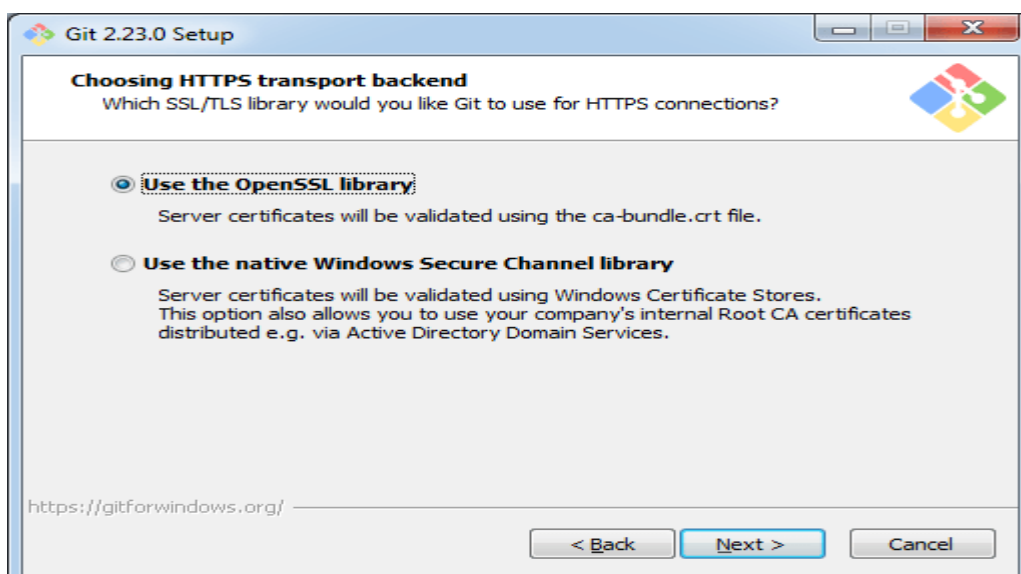 Git 2.23.0 Setup
Choosing HTTPS transport backend
Which SSL/TLS library would you like Git to use for HTTPS connections?
Use the OpenSSL library
Server certificates will be validated using the ca-bundle.crt file.
Use the native Windows Secure Channel library
Server certificates will be validated using Windows Certificate Stores.
This option also allows you to use your company's internal Root CA certificates
distributed e.g. via Active Directory Domain Services.
https://gitforwindows.org/
< Back Next > Cancel